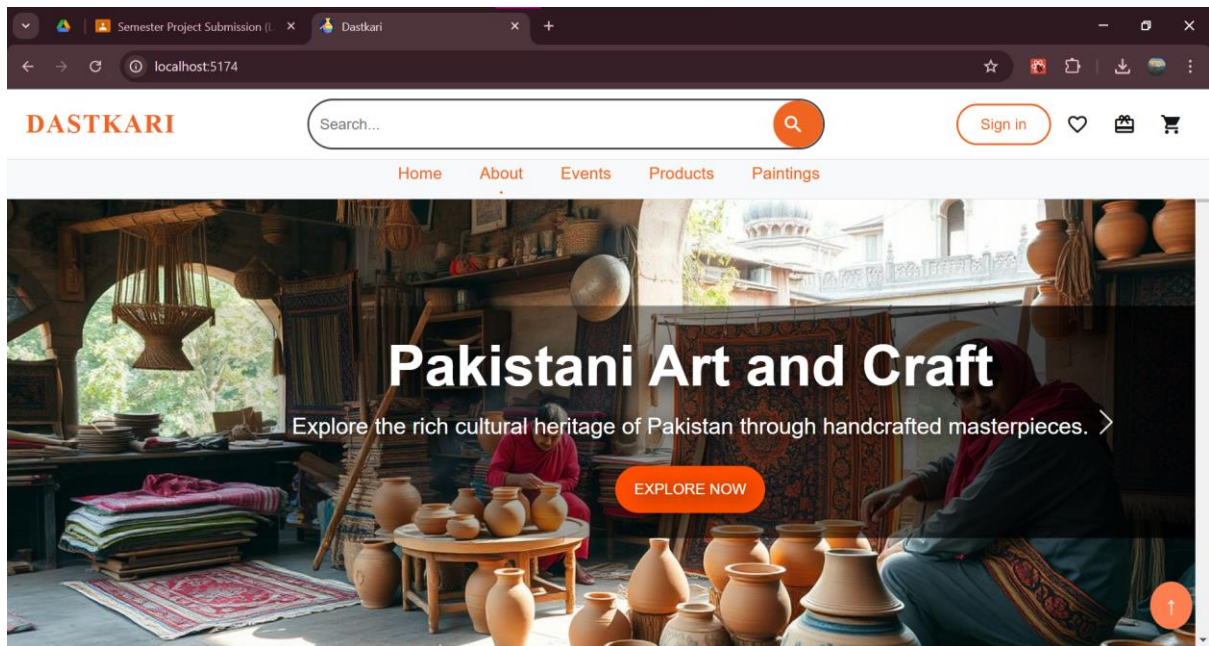 Semester Project Submission (L
Dastkari
localhost:5174
DASTKARI
Search...
Sign in
Home About Events Products Paintings
Pakistani Art and Craft
Explore the rich cultural heritage of Pakistan through handcrafted masterpieces.
EXPLORE NOW